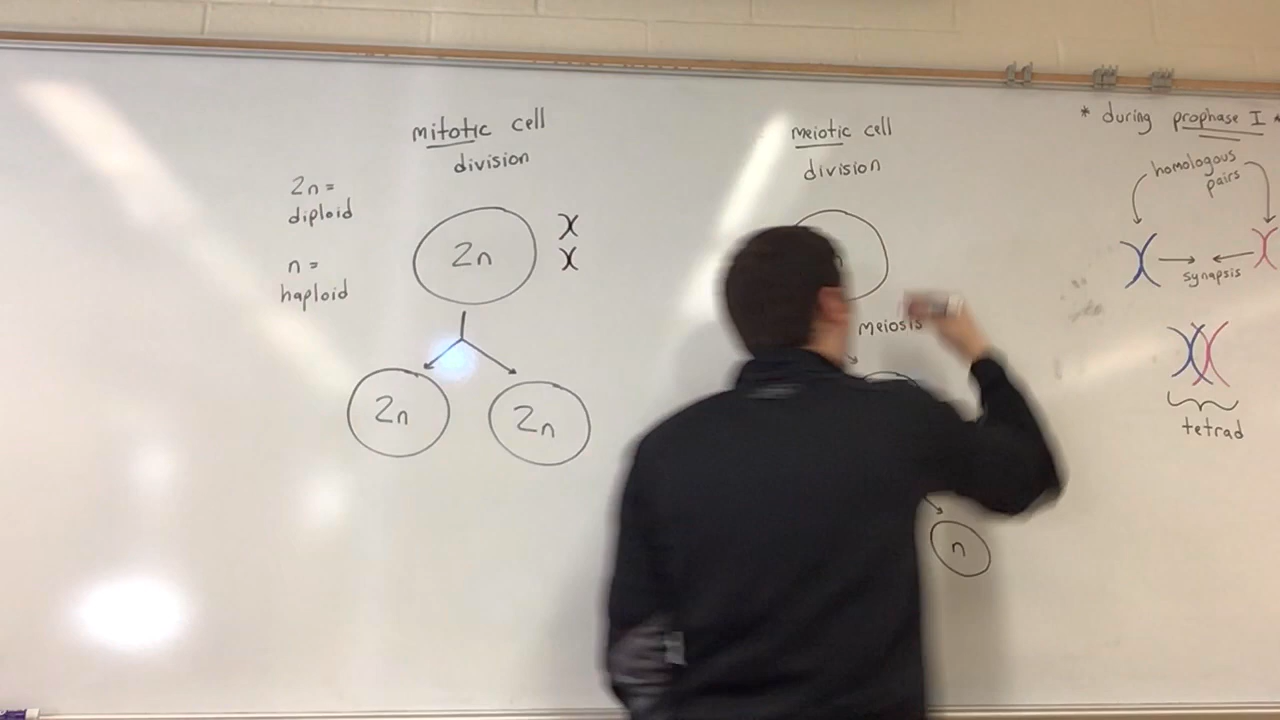 mitotic cell
division
2n =
diploid
n =
haploid
2n
2n
2n
meiotic cell
division
n
meiosis
n
* during prophase I *
homologous
pairs
synapsis
tetrad